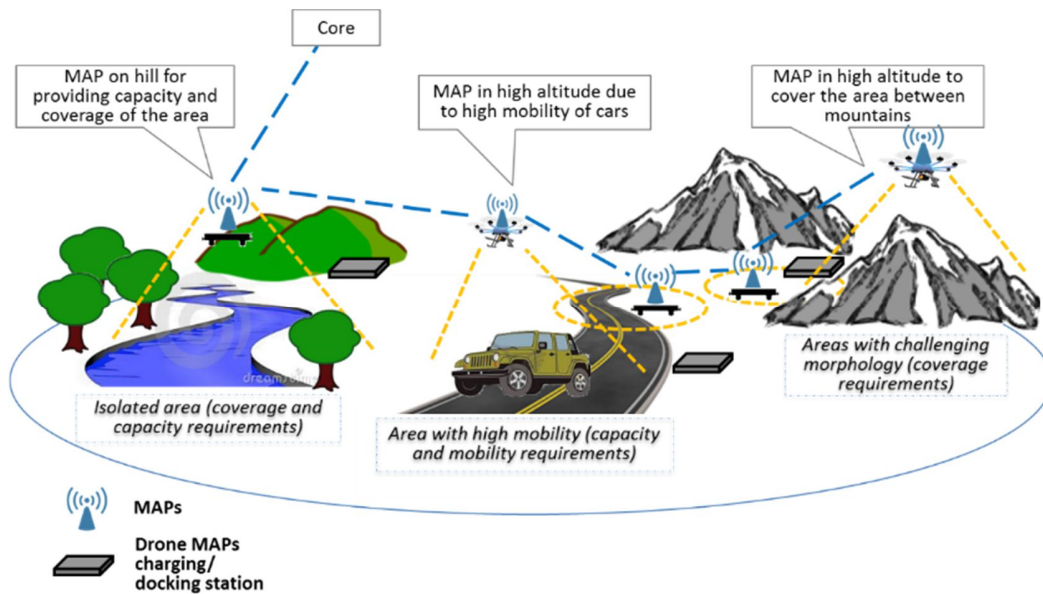 Core
MAP on hill for
providing capacity and
coverage of the area
MAP in high altitude due
to high mobility of cars
MAP in high altitude to
cover the area between
mountains
dreamstime
Isolated area (coverage and
capacity requirements)
Area with high mobility (capacity
and mobility requirements)
Areas with challenging
morphology (coverage
requirements)
MAPs
Drone MAPs
charging/
docking station